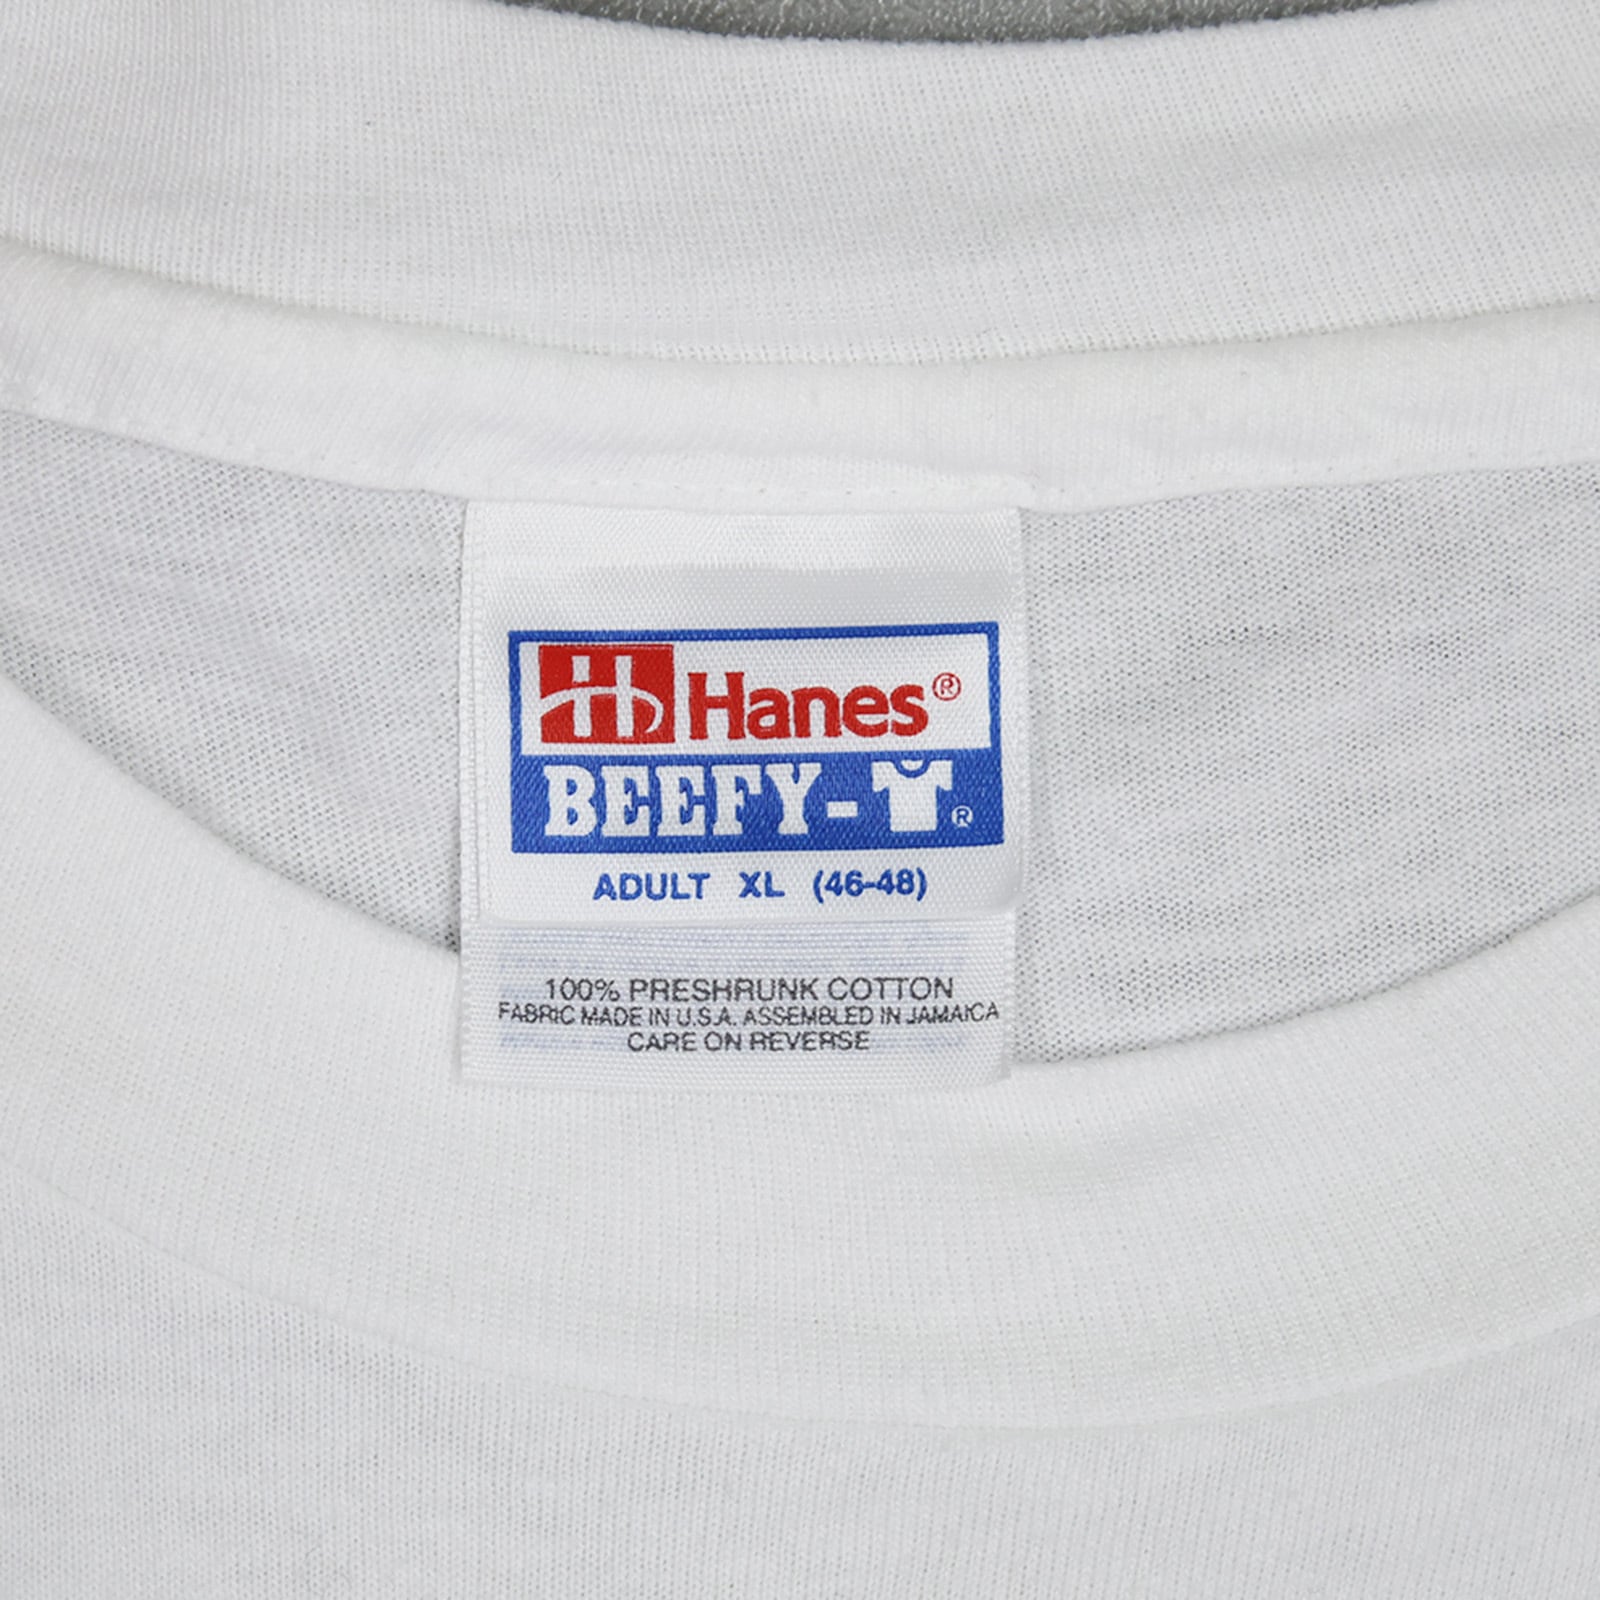 H Hanes®
BEEFY-T®
ADULT XL (46-48)
100% PRESHRUNK COTTON
FABRIC MADE IN U.S.A. ASSEMBLED IN JAMAICA
CARE ON REVERSE